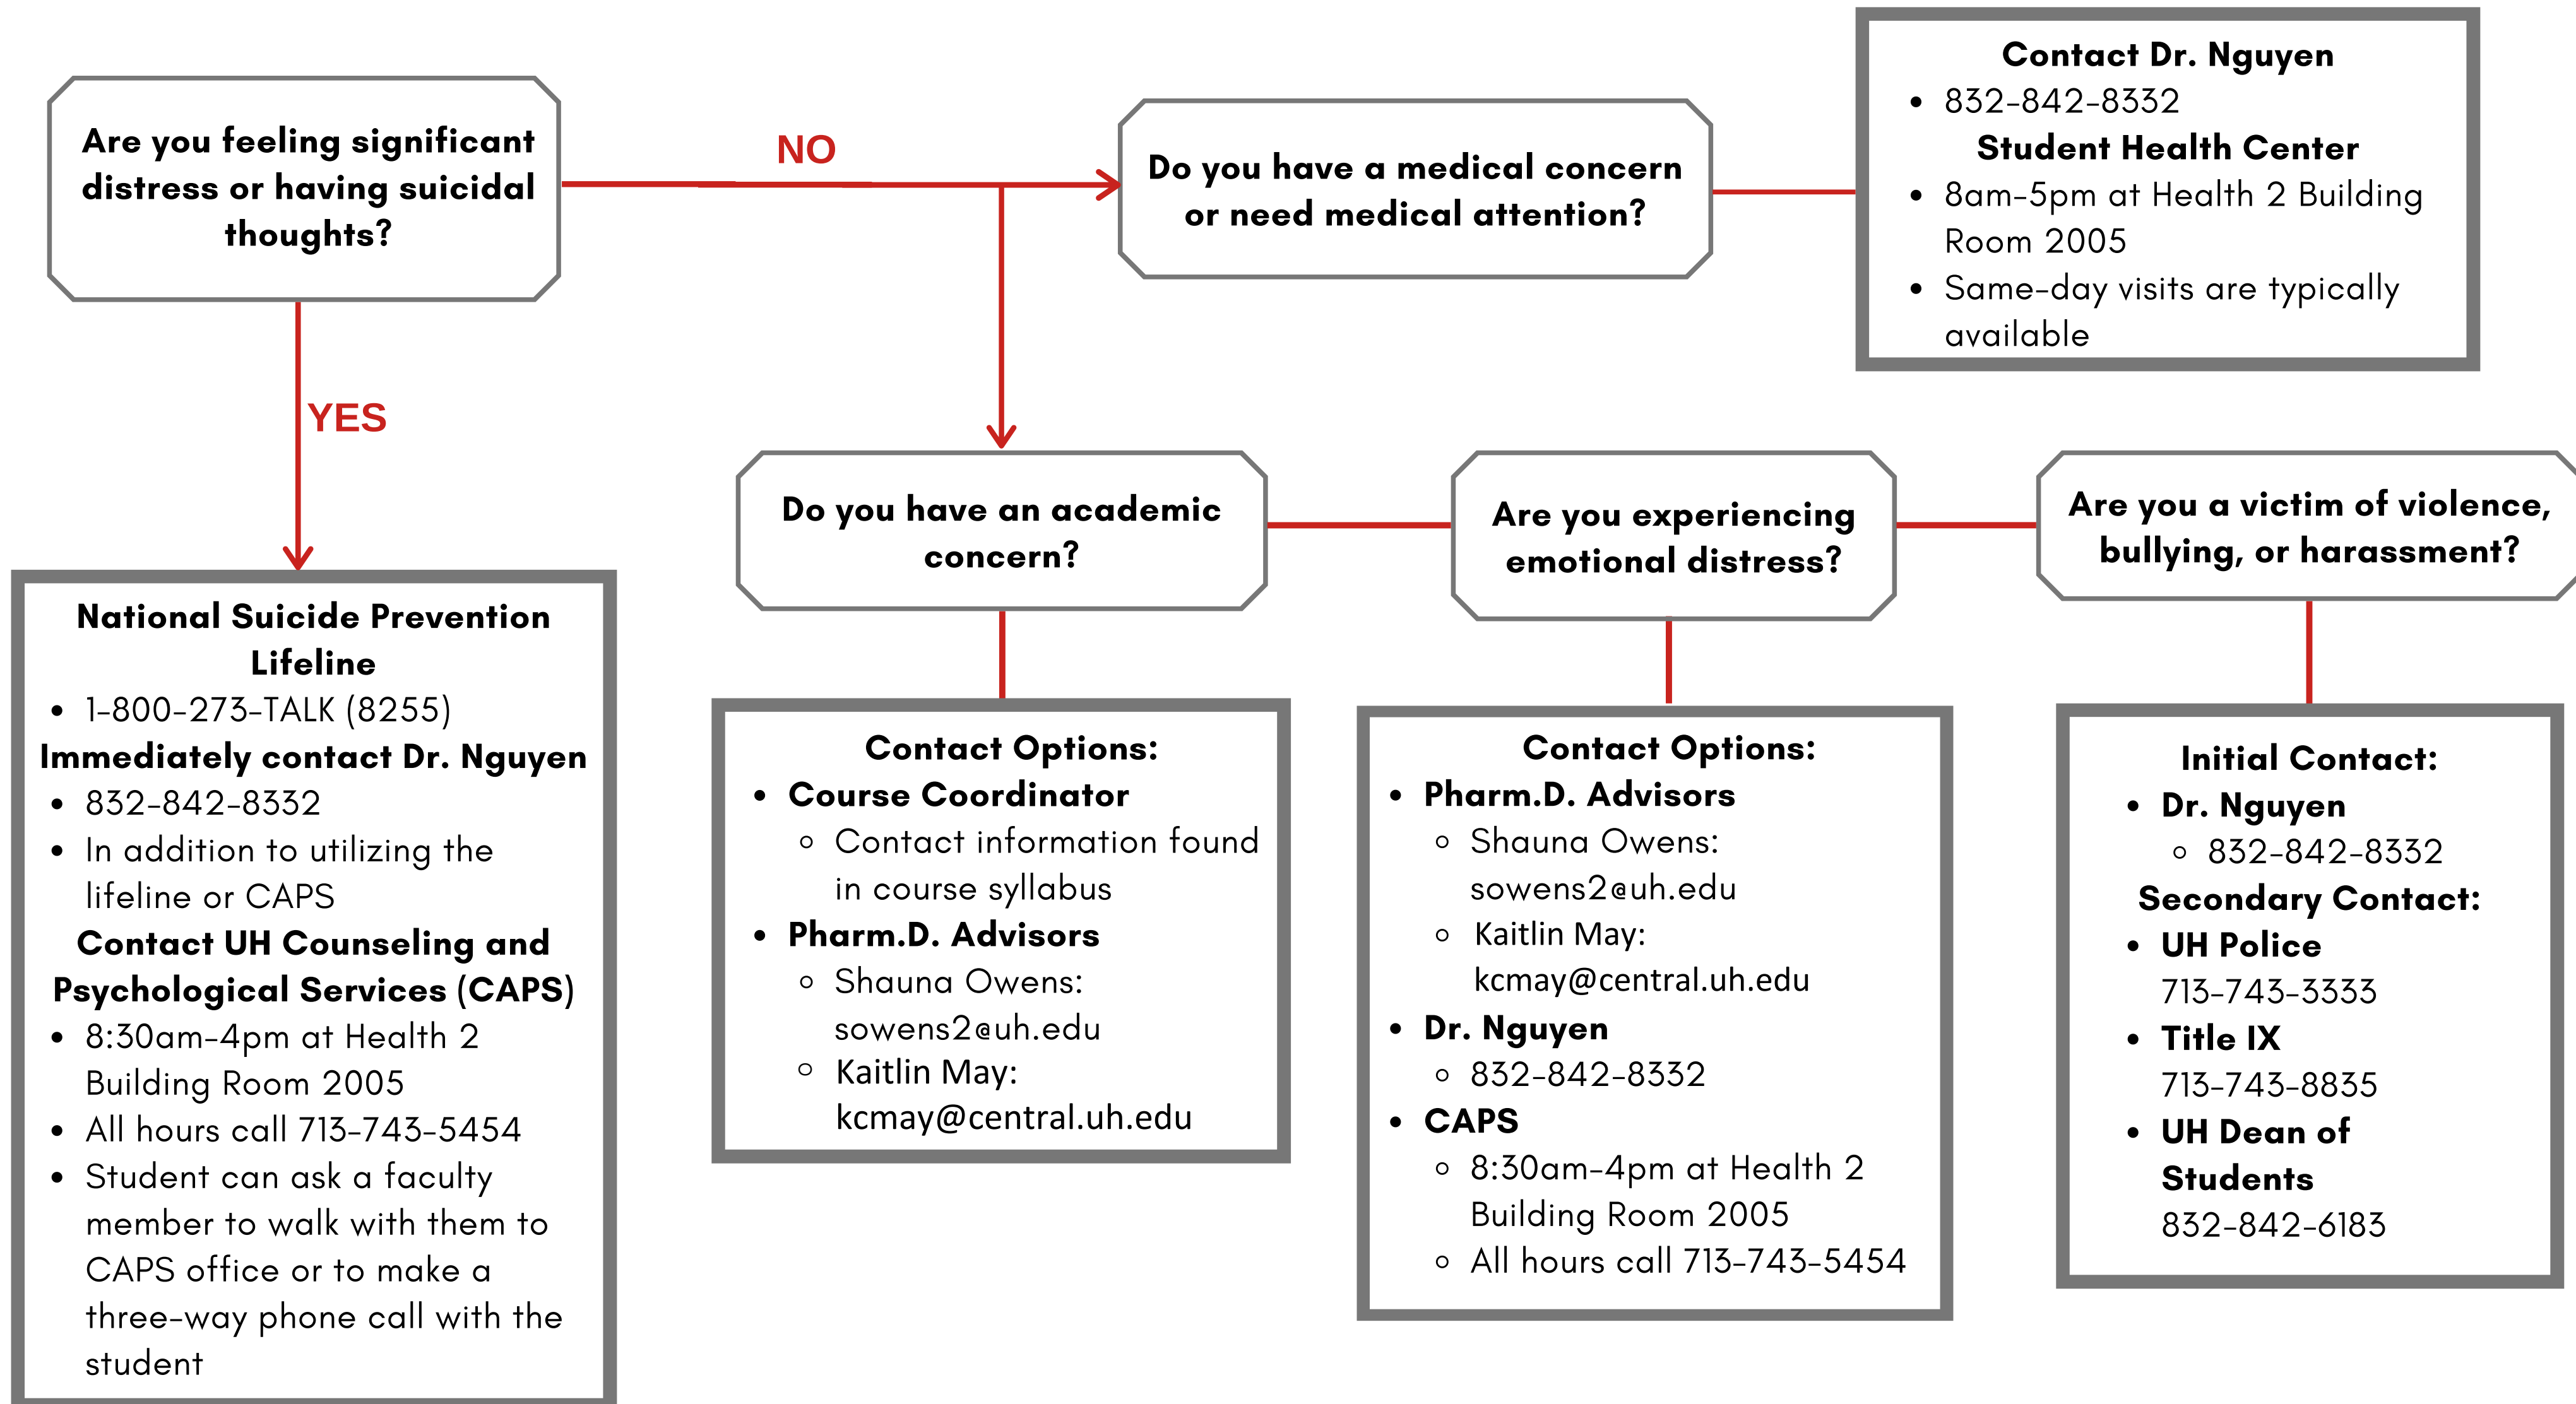 Are you feeling significant
distress or having suicidal
thoughts?
NO
Do you have a medical concern
or need medical attention?
Contact Dr. Nguyen
• 832-842-8332
Student Health Center
• 8am-5pm at Health 2 Building
Room 2005
• Same-day visits are typically
available
YES
National Suicide Prevention
Lifeline
• 1-800-273-TALK (8255)
Immediately contact Dr. Nguyen
• 832-842-8332
• In addition to utilizing the
lifeline or CAPS
Contact UH Counseling and
Psychological Services (CAPS)
• 8:30am-4pm at Health 2
Building Room 2005
• All hours call 713-743-5454
• Student can ask a faculty
member to walk with them to
CAPS office or to make a
three-way phone call with the
student
Do you have an academic
concern?
Contact Options:
• Course Coordinator
◦ Contact information found
in course syllabus
• Pharm.D. Advisors
◦ Shauna Owens:
sowens2@uh.edu
◦ Kaitlin May:
kcmay@central.uh.edu
Are you experiencing
emotional distress?
Contact Options:
• Pharm.D. Advisors
◦ Shauna Owens:
sowens2@uh.edu
◦ Kaitlin May:
kcmay@central.uh.edu
• Dr. Nguyen
◦ 832-842-8332
• CAPS
◦ 8:30am-4pm at Health 2
Building Room 2005
◦ All hours call 713-743-5454
Are you a victim of violence,
bullying, or harassment?
Initial Contact:
• Dr. Nguyen
◦ 832-842-8332
Secondary Contact:
• UH Police
713-743-3333
• Title IX
713-743-8835
• UH Dean of
Students
832-842-6183